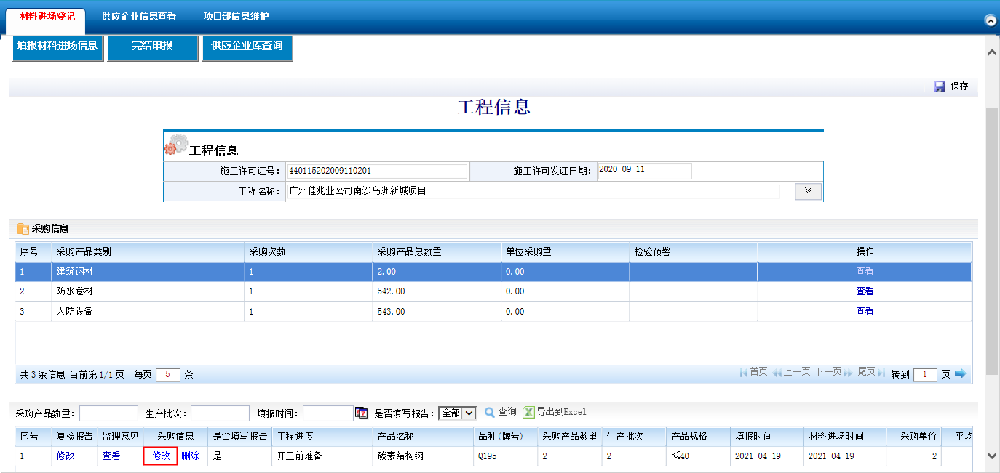 材料进场登记 供应企业信息查看 项目部信息维护
填报材料进场信息 完结申报 供应企业库查询
| 保存 |
工程信息
工程信息
施工许可证号： 440115202009110201 施工许可发证日期： 2020-09-11
工程名称： 广州佳兆业公司南沙乌洲新城项目
采购信息
序号 采购产品类别 采购次数 采购产品总数量 单位采购量 检验预警 操作
1 建筑钢材 1 2.00 0.00 查看
2 防水卷材 1 542.00 0.00 查看
3 人防设备 1 543.00 0.00 查看
共 3 条信息 当前第 1/1 页 每页 5 条 首页 上一页 下一页 尾页 转到 1 页
采购产品数量： 生产批次： 填报时间： 是否填写报告： 全部 查询 导出到Excel
序号 复检报告 监理意见 采购信息 是否填写报告 工程进度 产品名称 品种(牌号) 采购产品数量 生产批次 产品规格 填报时间 材料进场时间 采购单价 平均
1 修改 查看 修改 删除 是 开工前准备 碳素结构钢 Q195 2 2 ≤40 2021-04-19 2021-04-19 2